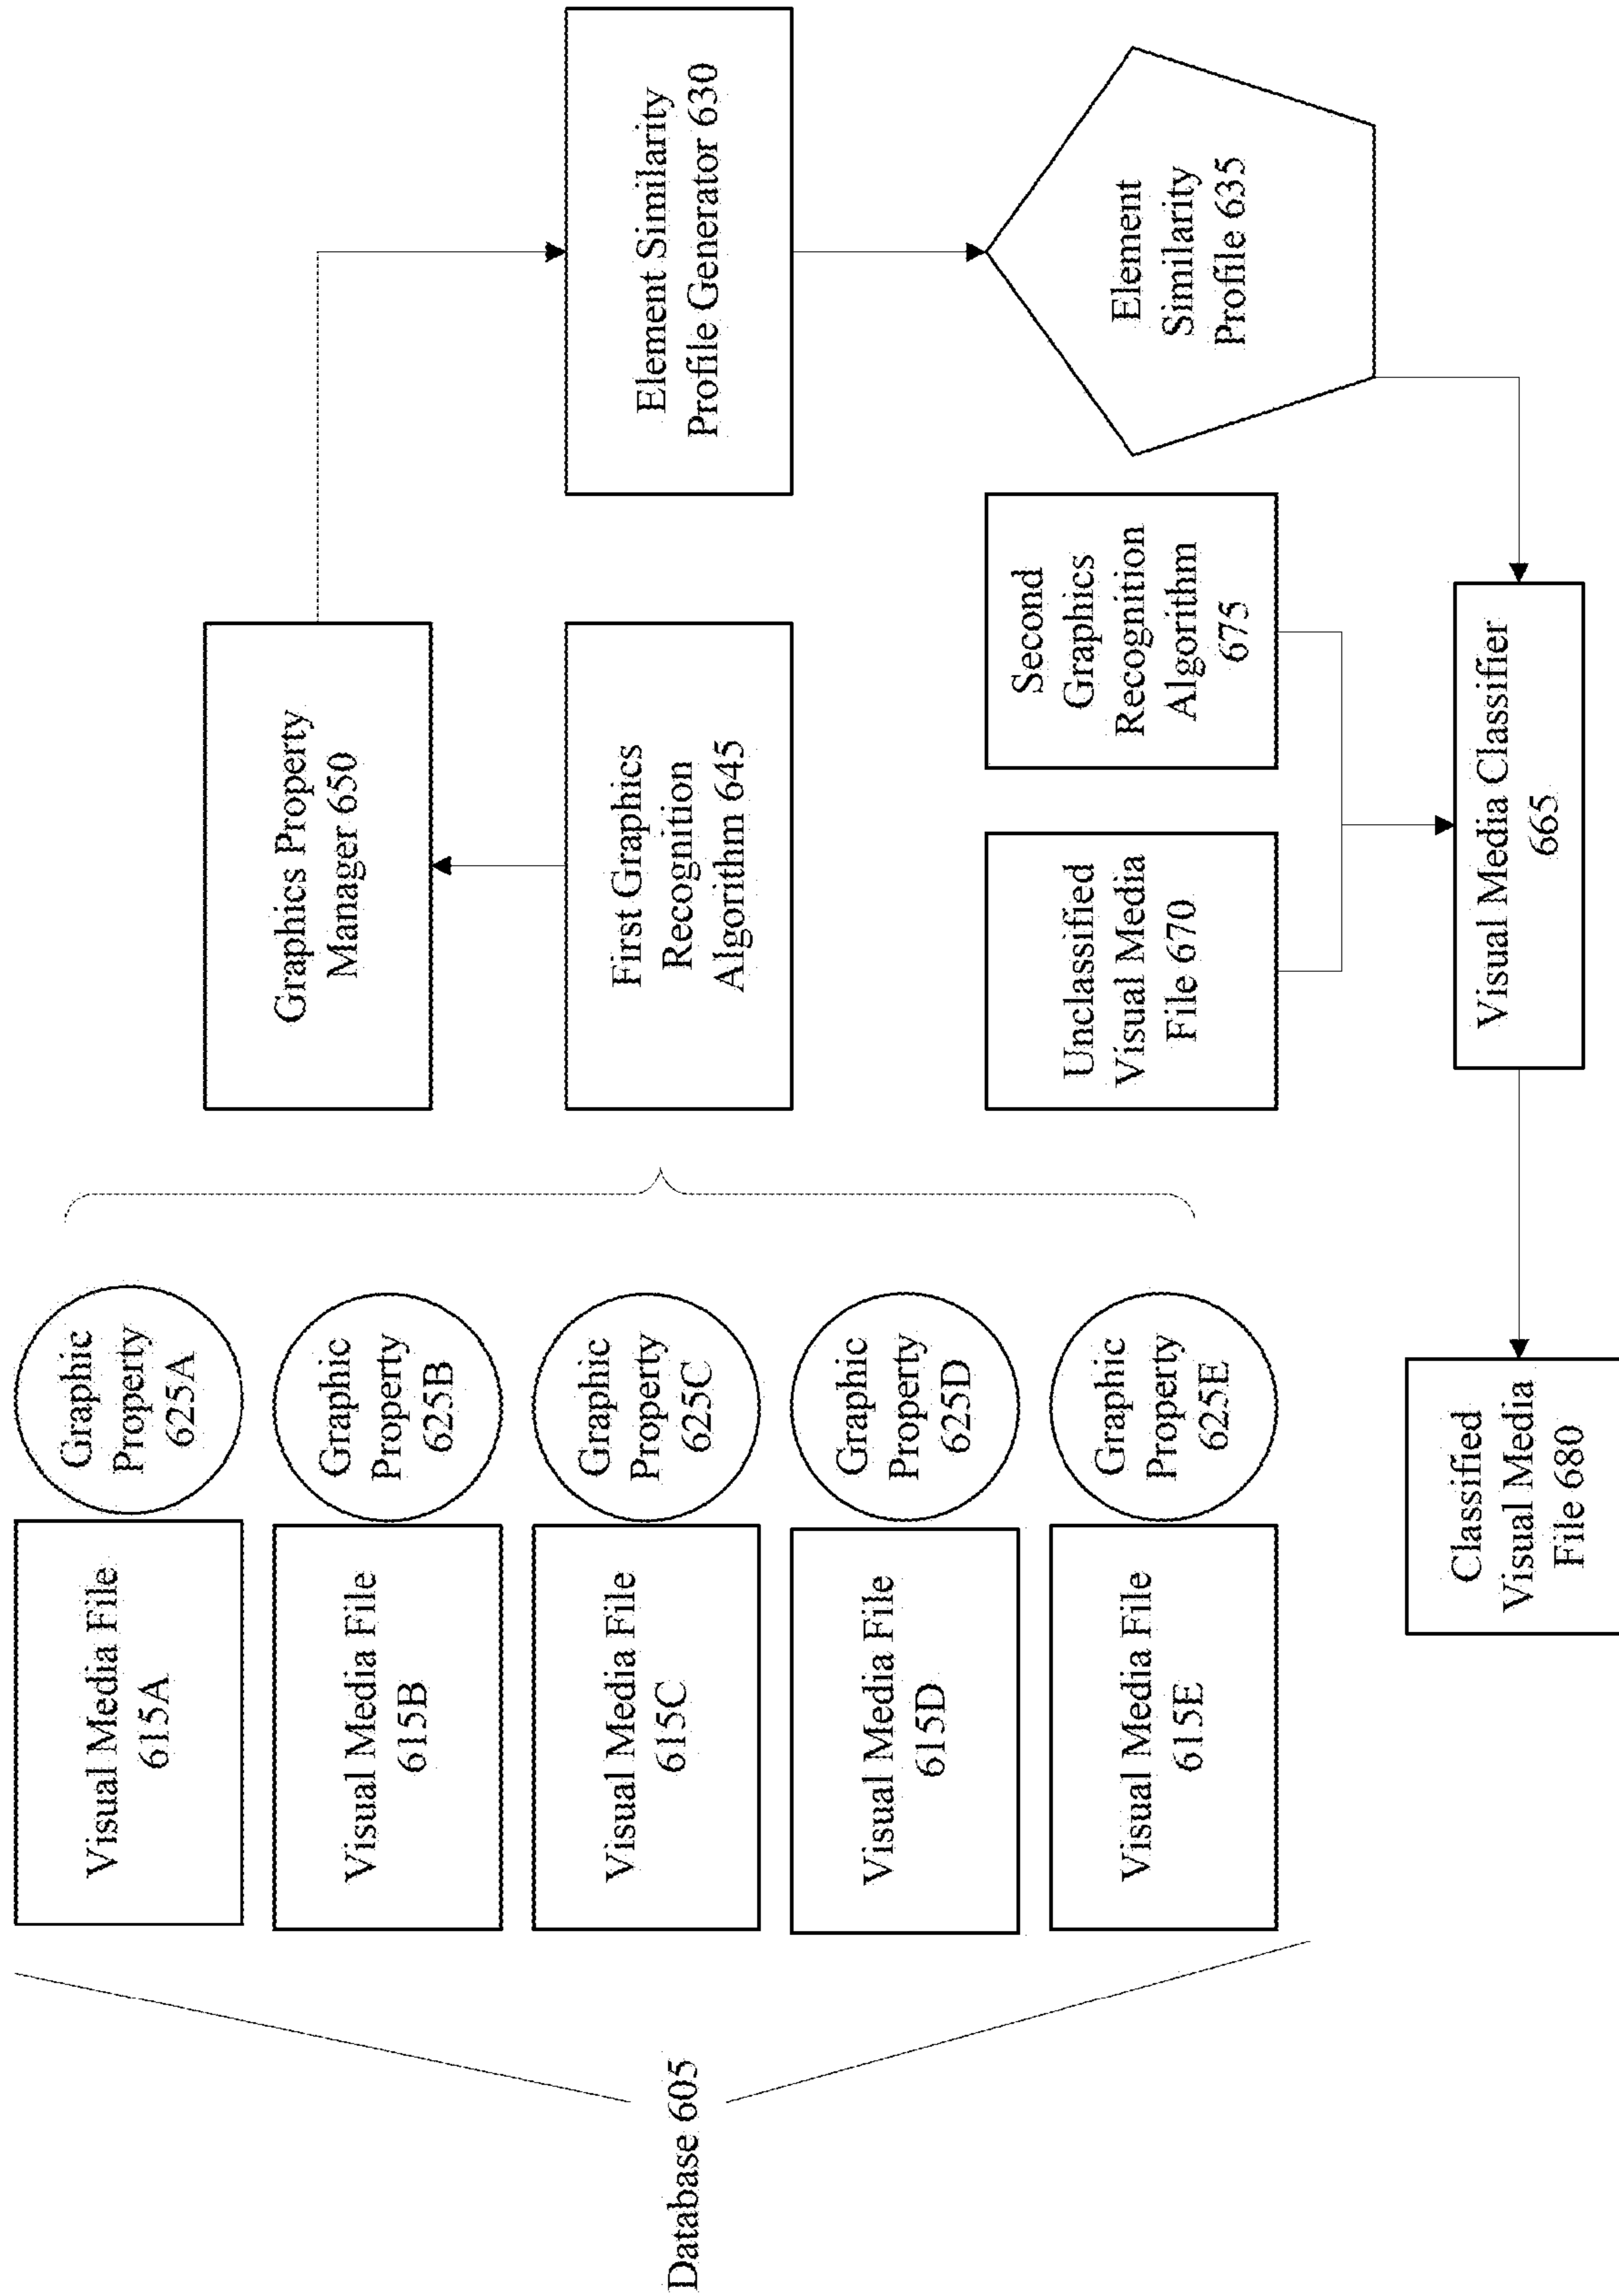 Database 605
Visual Media File
615A
Graphic
Property
625A
Visual Media File
615B
Graphic
Property
625B
Visual Media File
615C
Graphic
Property
625C
Visual Media File
615D
Graphic
Property
625D
Visual Media File
615E
Graphic
Property
625E
Graphics Property
Manager 650
First Graphics
Recognition
Algorithm 645
Element Similarity
Profile Generator 630
Element
Similarity
Profile 635
Unclassified
Visual Media
File 670
Second
Graphics
Recognition
Algorithm
675
Visual Media Classifier
665
Classified
Visual Media
File 680